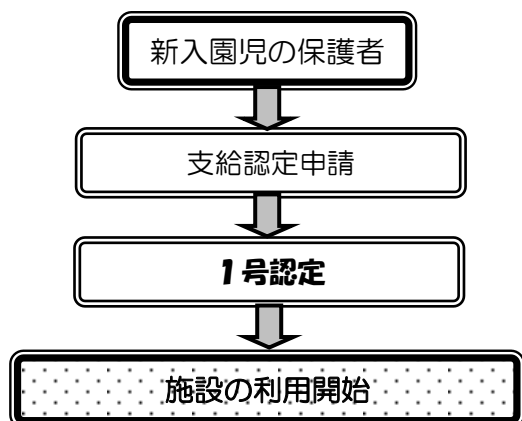 新入園児の保護者
支給認定申請
1号認定
施設の利用開始